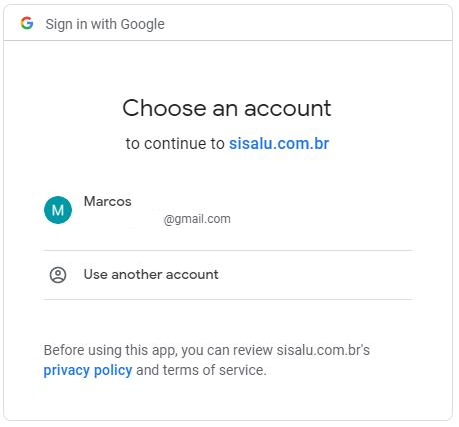 Sign in with Google
Choose an account
to continue to sisalu.com.br
M
Marcos
@gmail.com
Use another account
Before using this app, you can review sisalu.com.br's
privacy policy and terms of service.